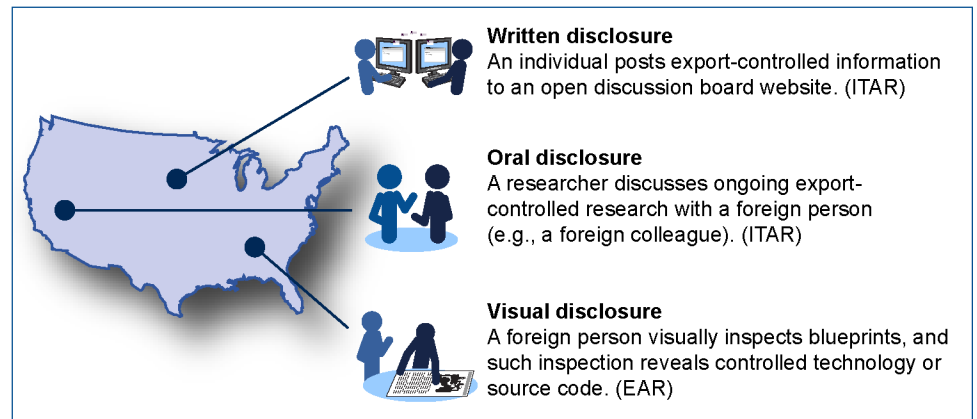 Written disclosure
An individual posts export-controlled information
to an open discussion board website. (ITAR)
Oral disclosure
A researcher discusses ongoing export-
controlled research with a foreign person
(e.g., a foreign colleague). (ITAR)
Visual disclosure
A foreign person visually inspects blueprints, and
such inspection reveals controlled technology or
source code. (EAR)